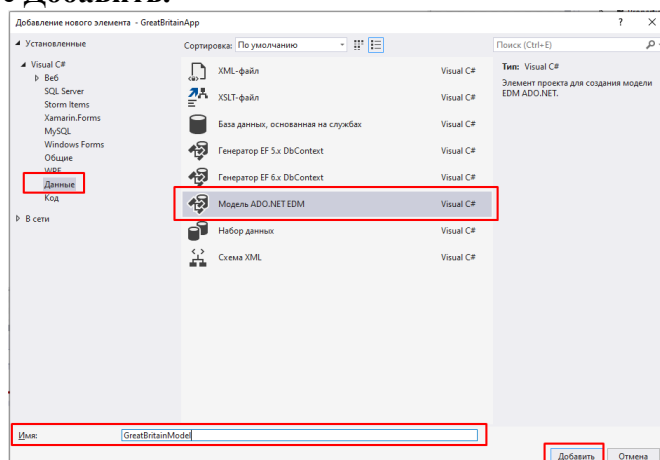 с Добавить.
Добавление нового элемента - GreatBritainApp
? ×
Установленные
Сортировка: По умолчанию
Поиск (Ctrl+E)
Visual C#
Веб
SQL Server
Storm Items
Xamarin.Forms
MySQL
Windows Forms
Общие
WPF
Данные
Код
В сети
XML-файл Visual C#
XSLT-файл Visual C#
База данных, основанная на службах Visual C#
Генератор EF 5.x DbContext Visual C#
Генератор EF 6.x DbContext Visual C#
Модель ADO.NET EDM Visual C#
Набор данных Visual C#
Схема XML Visual C#
Тип: Visual C#
Элемент проекта для создания модели
EDM ADO.NET.
Имя: GreatBritainModel
Добавить Отмена